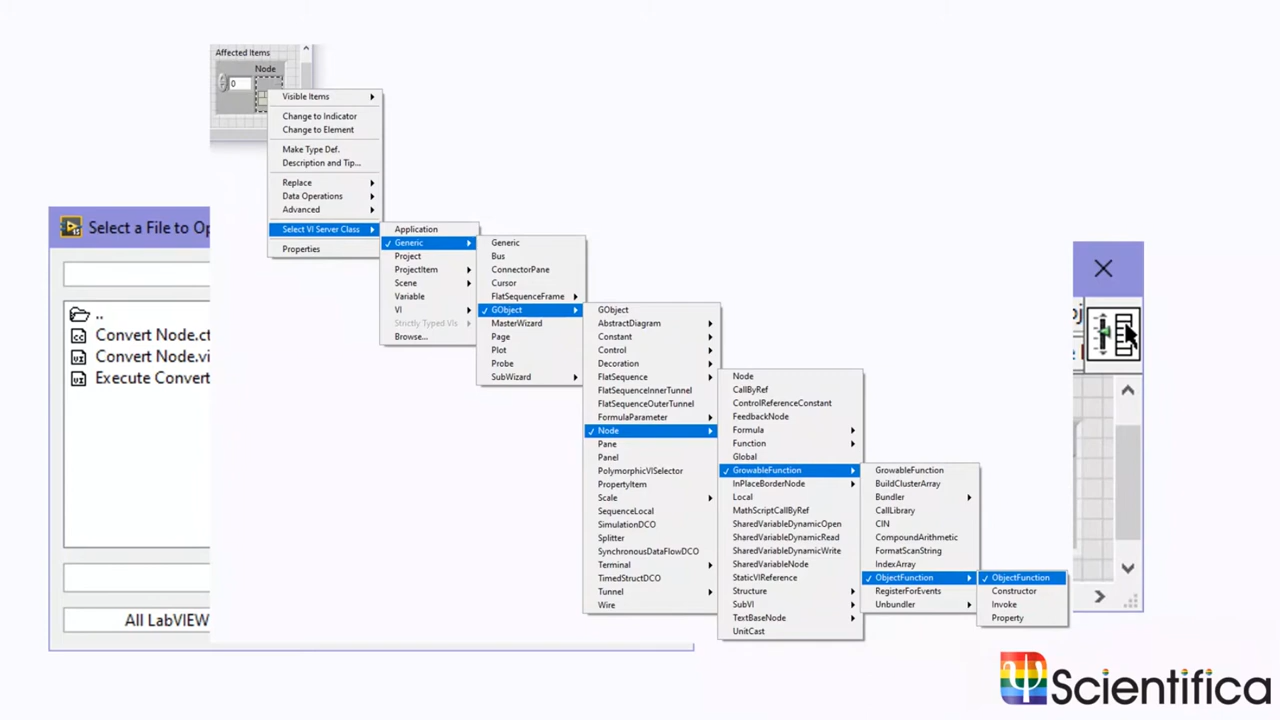 Affected Items
Node
0
Visible Items
Change to Indicator
Change to Element
Make Type Def.
Description and Tip...
Replace
Data Operations
Advanced
Select VI Server Class
Properties
Application
Generic
Project
ProjectItem
Scene
Variable
VI
Strictly Typed VIs
Browse...
Generic
Bus
ConnectorPane
Cursor
FlatSequenceFrame
GObject
MasterWizard
Page
Plot
Probe
SubWizard
GObject
AbstractDiagram
Constant
Control
Decoration
FlatSequence
FlatSequenceInnerTunnel
FlatSequenceOuterTunnel
FormulaParameter
Node
Pane
Panel
PolymorphicVISelector
PropertyItem
Scale
SequenceLocal
SimulationDCO
Splitter
SynchronousDataFlowDCO
Terminal
TimedStructDCO
Tunnel
Wire
Node
CallByRef
ControlReferenceConstant
FeedbackNode
Formula
Function
Global
GrowableFunction
InPlaceBorderNode
Local
MathScriptCallByRef
SharedVariableDynamicOpen
SharedVariableDynamicRead
SharedVariableDynamicWrite
SharedVariableNode
StaticVIReference
Structure
SubVI
TextBaseNode
UnitCast
GrowableFunction
BuildClusterArray
Bundler
CallLibrary
CIN
CompoundArithmetic
FormatScanString
IndexArray
ObjectFunction
RegisterForEvents
Unbundler
ObjectFunction
Constructor
Invoke
Property
Select a File to Op
..
Convert Node.ct
Convert Node.vi
Execute Convert
All LabVIEW
Scientifica